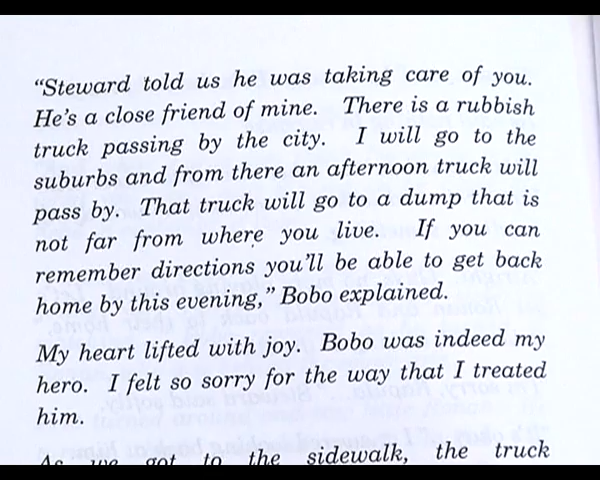 “Steward told us he was taking care of you.
He’s a close friend of mine. There is a rubbish
truck passing by the city. I will go to the
suburbs and from there an afternoon truck will
pass by. That truck will go to a dump that is
not far from where you live. If you can
remember directions you’ll be able to get back
home by this evening,” Bobo explained.
My heart lifted with joy. Bobo was indeed my
hero. I felt so sorry for the way that I treated
him.
As we got to the sidewalk, the truck